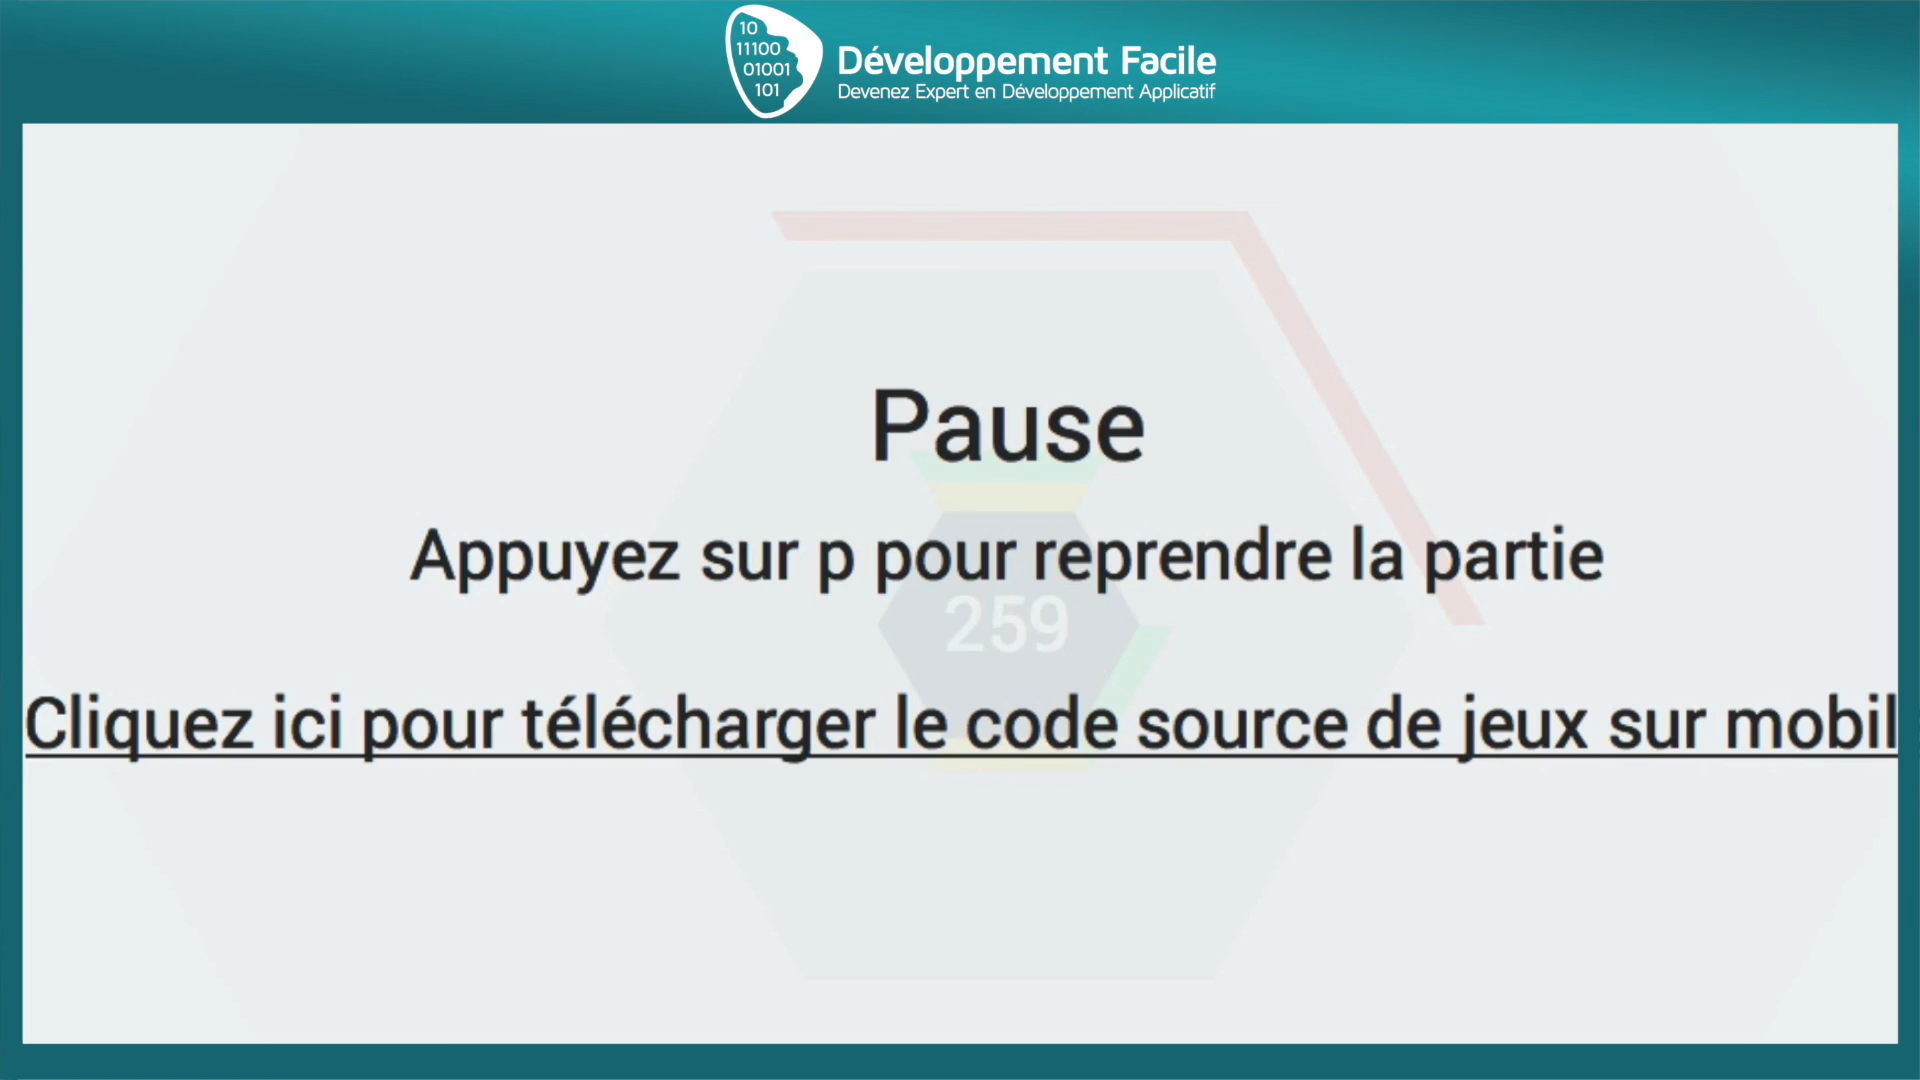 10
11100
01001
101
Développement Facile
Devenez Expert en Développement Applicatif
Pause
Appuyez sur p pour reprendre la partie
259
Cliquez ici pour télécharger le code source de jeux sur mobil